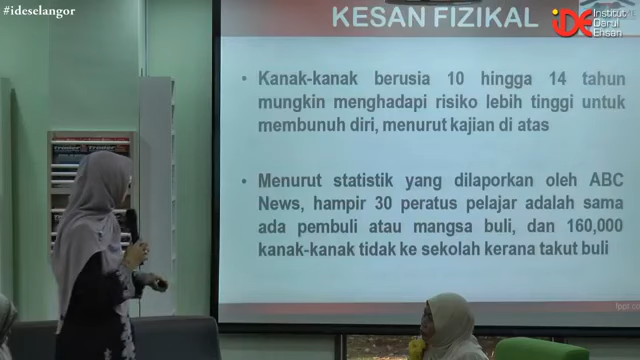 #ideselangor
KESAN FIZIKAL
iDE Institut
Darul
Ehsan
• Kanak-kanak berusia 10 hingga 14 tahun
mungkin menghadapi risiko lebih tinggi untuk
membunuh diri, menurut kajian di atas
• Menurut statistik yang dilaporkan oleh ABC
News, hampir 30 peratus pelajar adalah sama
ada pembuli atau mangsa buli, dan 160,000
kanak-kanak tidak ke sekolah kerana takut buli